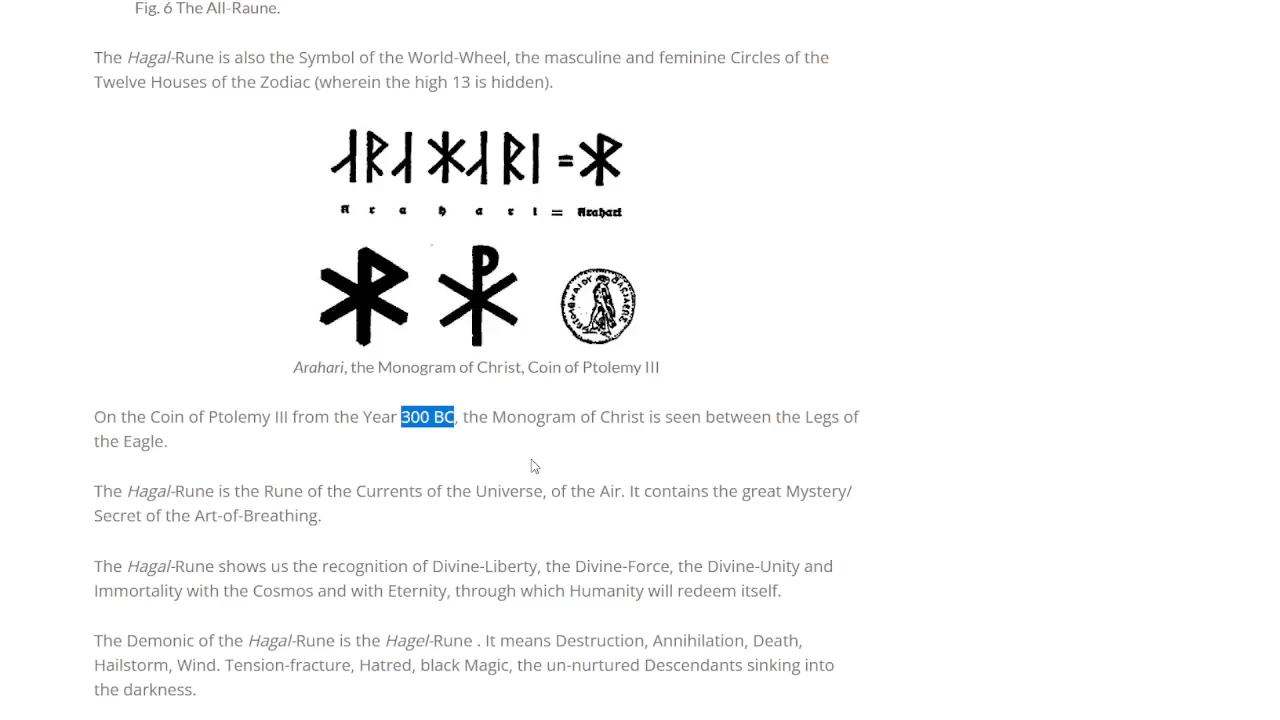 Fig. 6 The All-Raune.
The Hagal-Rune is also the Symbol of the World-Wheel, the masculine and feminine Circles of the
Twelve Houses of the Zodiac (wherein the high 13 is hidden).
A r a h a r i = Arahari
Arahari, the Monogram of Christ, Coin of Ptolemy III
On the Coin of Ptolemy III from the Year 300 BC, the Monogram of Christ is seen between the Legs of
the Eagle.
The Hagal-Rune is the Rune of the Currents of the Universe, of the Air. It contains the great Mystery/
Secret of the Art-of-Breathing.
The Hagal-Rune shows us the recognition of Divine-Liberty, the Divine-Force, the Divine-Unity and
Immortality with the Cosmos and with Eternity, through which Humanity will redeem itself.
The Demonic of the Hagal-Rune is the Hagel-Rune . It means Destruction, Annihilation, Death,
Hailstorm, Wind. Tension-fracture, Hatred, black Magic, the un-nurtured Descendants sinking into
the darkness.